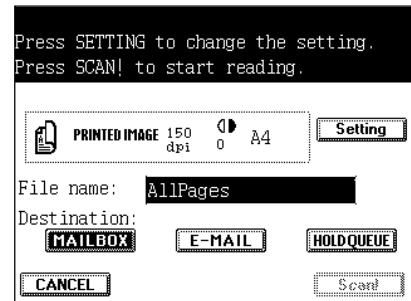 Press SETTING to change the setting.
Press SCAN! to start reading.
PRINTED IMAGE 150 dpi 0 A4 Setting
File name: AllPages
Destination:
MAILBOX E-MAIL HOLD QUEUE
CANCEL Scan!